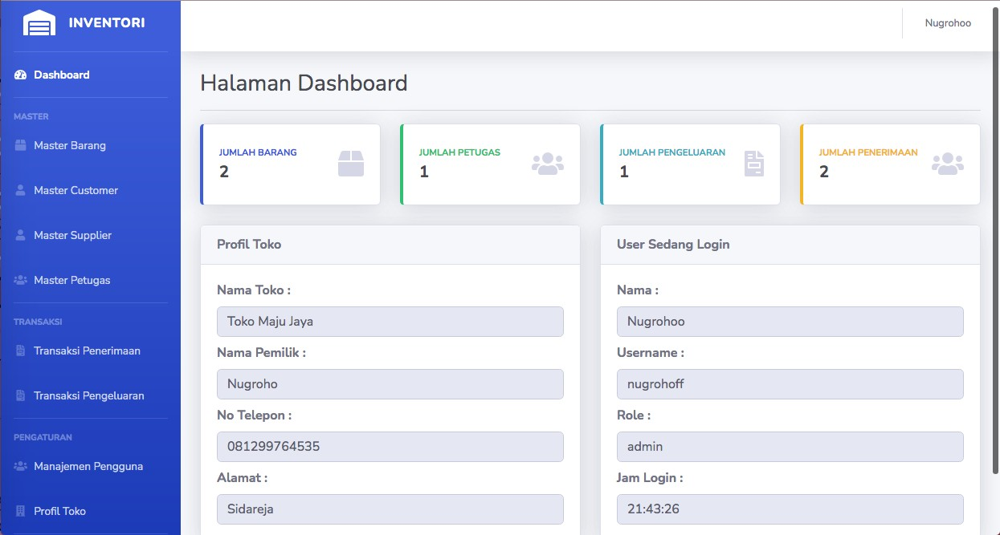 INVENTORI
Dashboard
MASTER
Master Barang
Master Customer
Master Supplier
Master Petugas
TRANSAKSI
Transaksi Penerimaan
Transaksi Pengeluaran
PENGATURAN
Manajemen Pengguna
Profil Toko
Nugrohoo
Halaman Dashboard
JUMLAH BARANG
2
JUMLAH PETUGAS
1
JUMLAH PENGELUARAN
1
JUMLAH PENERIMAAN
2
Profil Toko
Nama Toko :
Toko Maju Jaya
Nama Pemilik :
Nugroho
No Telepon :
081299764535
Alamat :
Sidareja
User Sedang Login
Nama :
Nugrohoo
Username :
nugrohoff
Role :
admin
Jam Login :
21:43:26